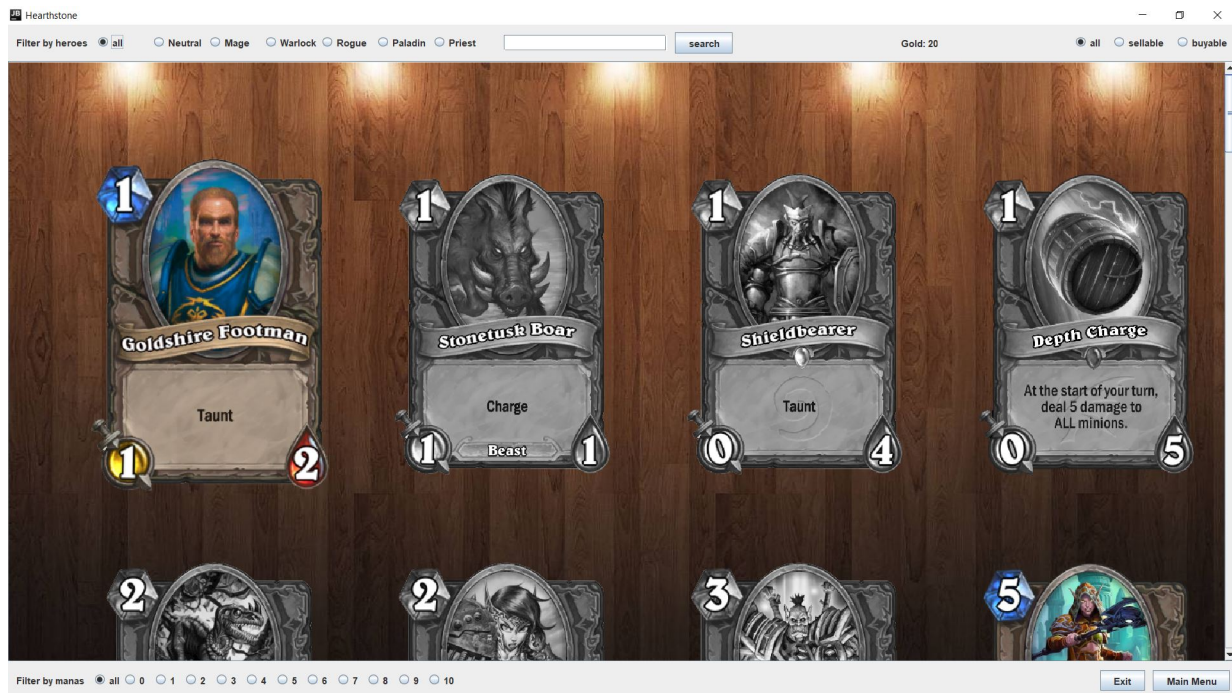 JB Hearthstone
Filter by heroes all Neutral Mage Warlock Rogue Paladin Priest search Gold: 20 all sellable buyable
1 1 1 1
Goldshire Footman Stonetusk Boar Shieldbearer Depth Charge
Taunt
Charge
Taunt
At the start of your turn,
deal 5 damage to
ALL minions.
Beast
1 2 1 1 0 4 0 5
2 2 3 5
Filter by manas all 0 1 2 3 4 5 6 7 8 9 10 Exit Main Menu